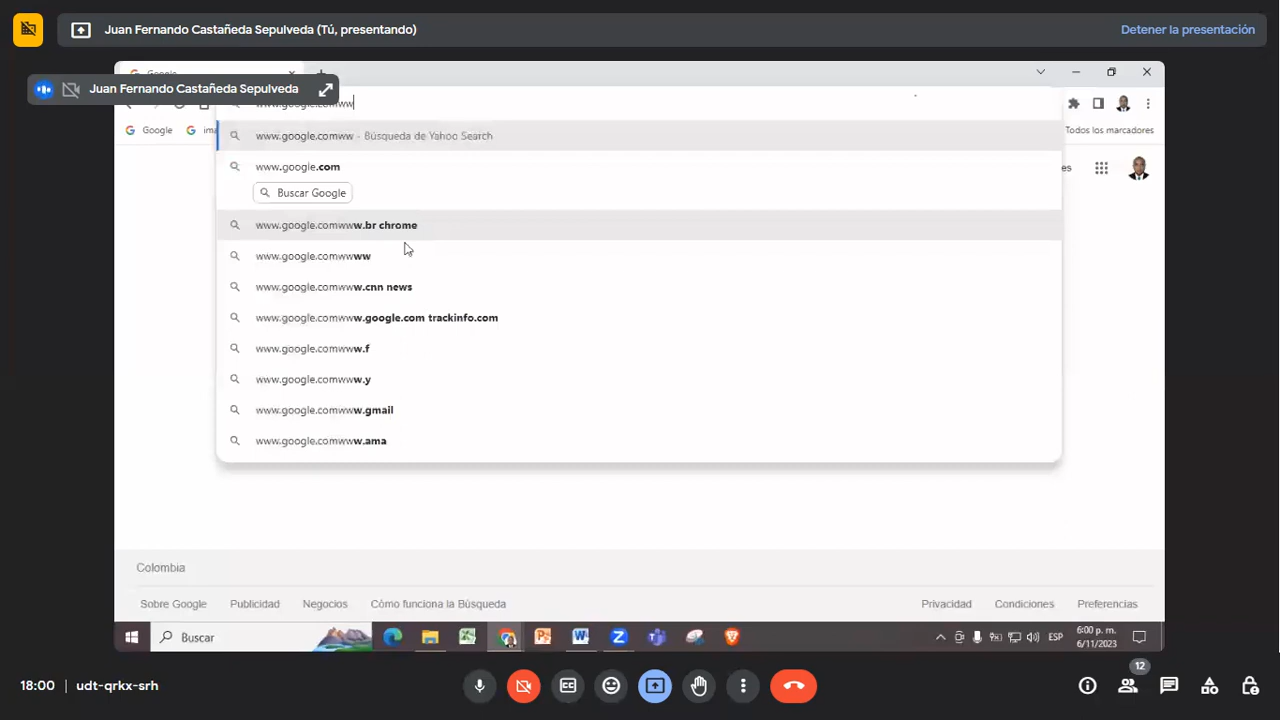 Juan Fernando Castañeda Sepulveda (Tú, presentando)
Detener la presentación
Juan Fernando Castañeda Sepulveda
www.google.comww
Google
Todos los marcadores
www.google.comww - Búsqueda de Yahoo Search
www.google.com
Buscar Google
www.google.comwww.br chrome
www.google.comwwww
www.google.comwww.cnn news
www.google.comwww.google.com trackinfo.com
www.google.comwww.f
www.google.comwww.y
www.google.comwww.gmail
www.google.comwww.ama
Colombia
Sobre Google Publicidad Negocios Cómo funciona la Búsqueda
Privacidad Condiciones Preferencias
Buscar
ESP
6:00 p. m.
6/11/2023
12
18:00 | udt-qrkx-srh